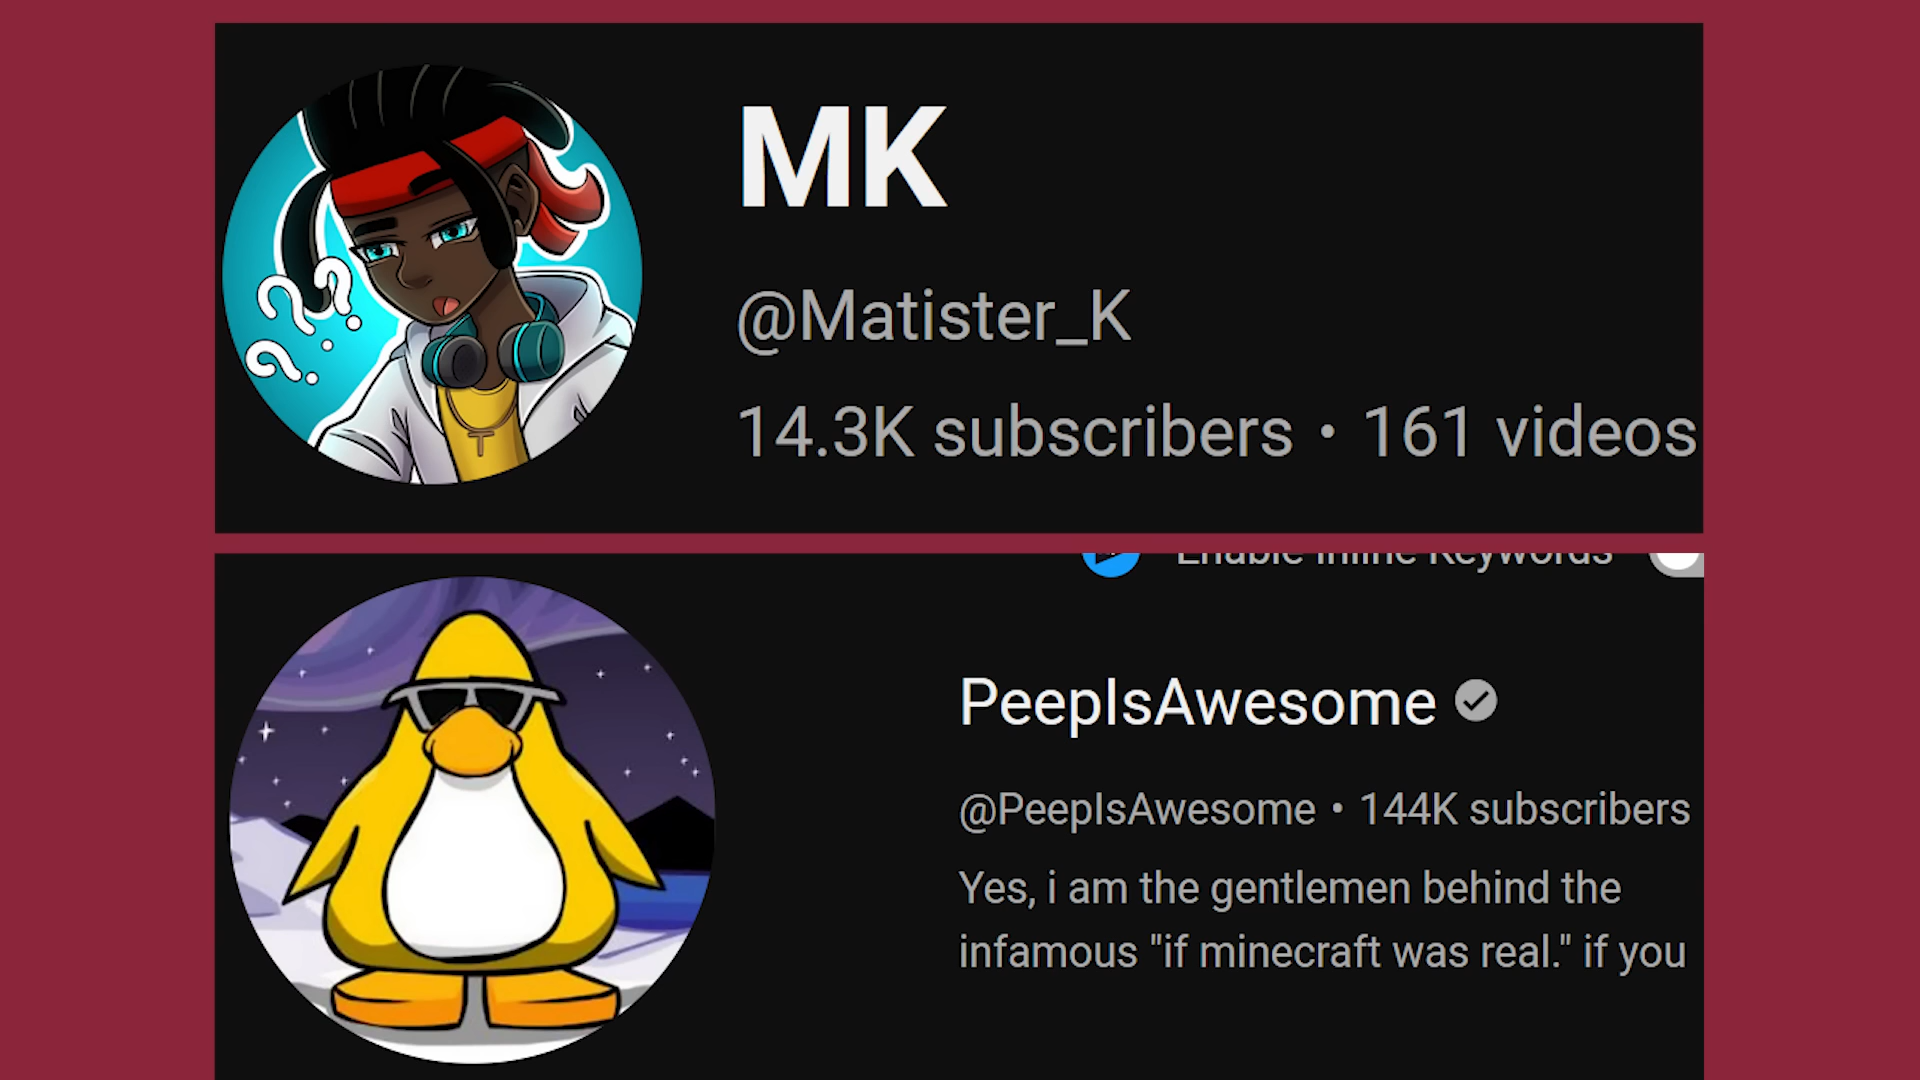 MK
@Matister_K
14.3K subscribers • 161 videos
Enable Inline Keywords
PeepIsAwesome
@PeepIsAwesome • 144K subscribers
Yes, i am the gentlemen behind the
infamous "if minecraft was real." if you